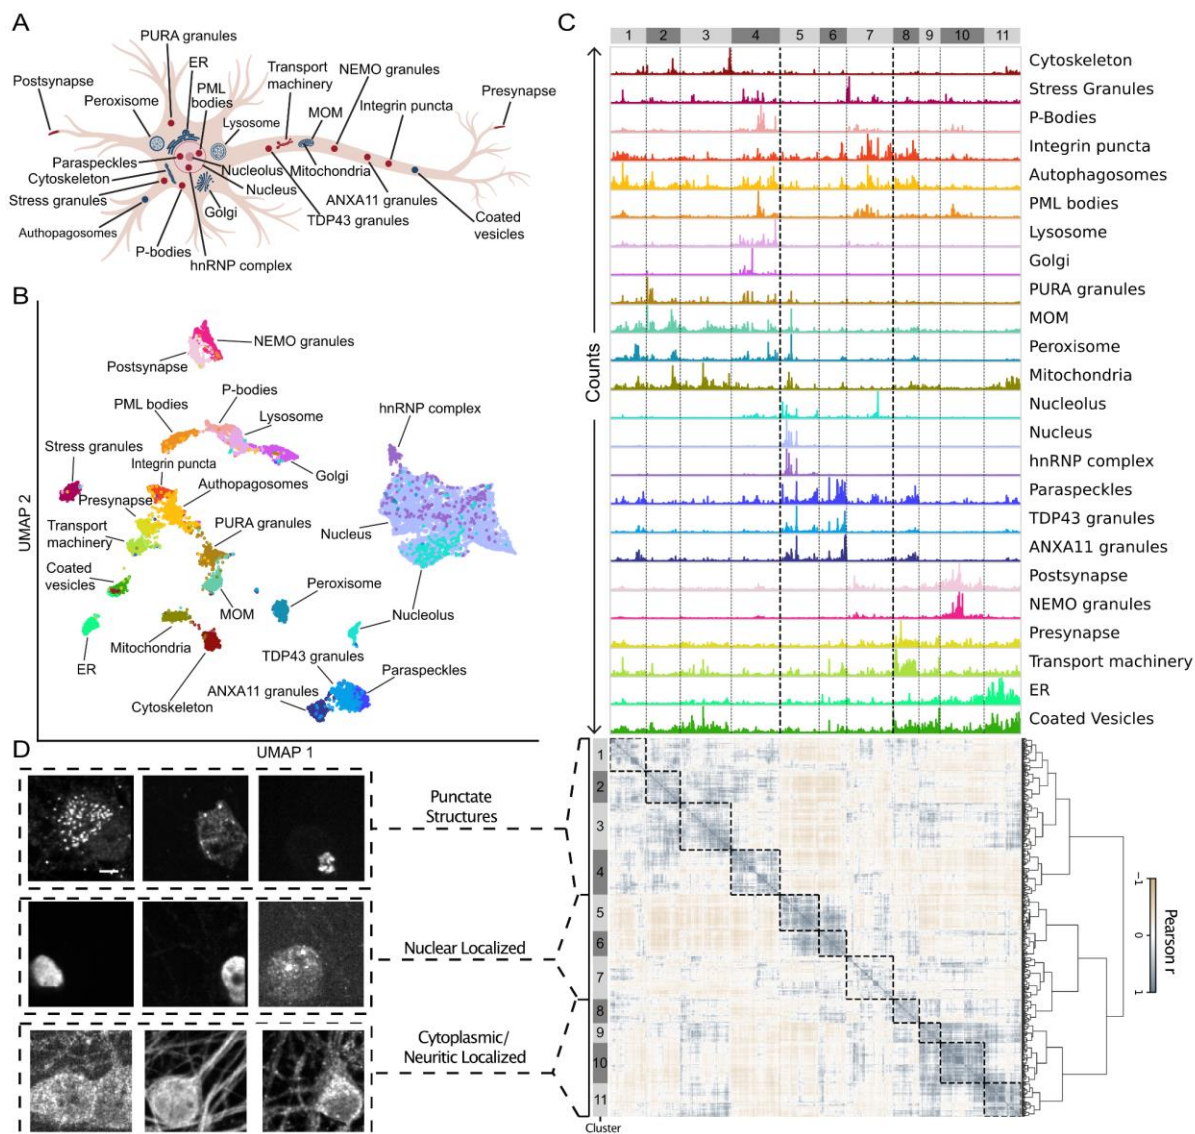 A
PURA granules
ER
PML
bodies
Transport
machinery
NEMO granules
Postsynapse
Peroxisome
Lysosome
MOM
Integrin puncta
Presynapse
Paraspeckles
Cytoskeleton
Stress granules
Nucleolus
Nucleus
Mitochondria
Golgi
ANXA11 granules
TDP43 granules
Coated
vesicles
Authopagosomes
P-bodies
hnRNP complex
B
NEMO granules
Postsynapse
P-bodies
PML bodies
Lysosome
hnRNP complex
Stress granules
Integrin puncta
Golgi
Authopagosomes
Presynapse
Transport
machinery
PURA granules
Nucleus
Coated
vesicles
Peroxisome
MOM
Nucleolus
Mitochondria
ER
TDP43 granules
Paraspeckles
ANXA11 granules
Cytoskeleton
UMAP 2
UMAP 1
C
1 2 3 4 5 6 7 8 9 10 11
Cytoskeleton
Stress Granules
P-Bodies
Integrin puncta
Autophagosomes
PML bodies
Lysosome
Golgi
PURA granules
MOM
Peroxisome
Mitochondria
Nucleolus
Nucleus
hnRNP complex
Paraspeckles
TDP43 granules
ANXA11 granules
Postsynapse
NEMO granules
Presynapse
Transport machinery
ER
Coated Vesicles
Counts
1
2
3
4
5
6
7
8
9
10
11
Cluster
−1
0
1
Pearson r
D
Punctate
Structures
Nuclear Localized
Cytoplasmic/
Neuritic Localized